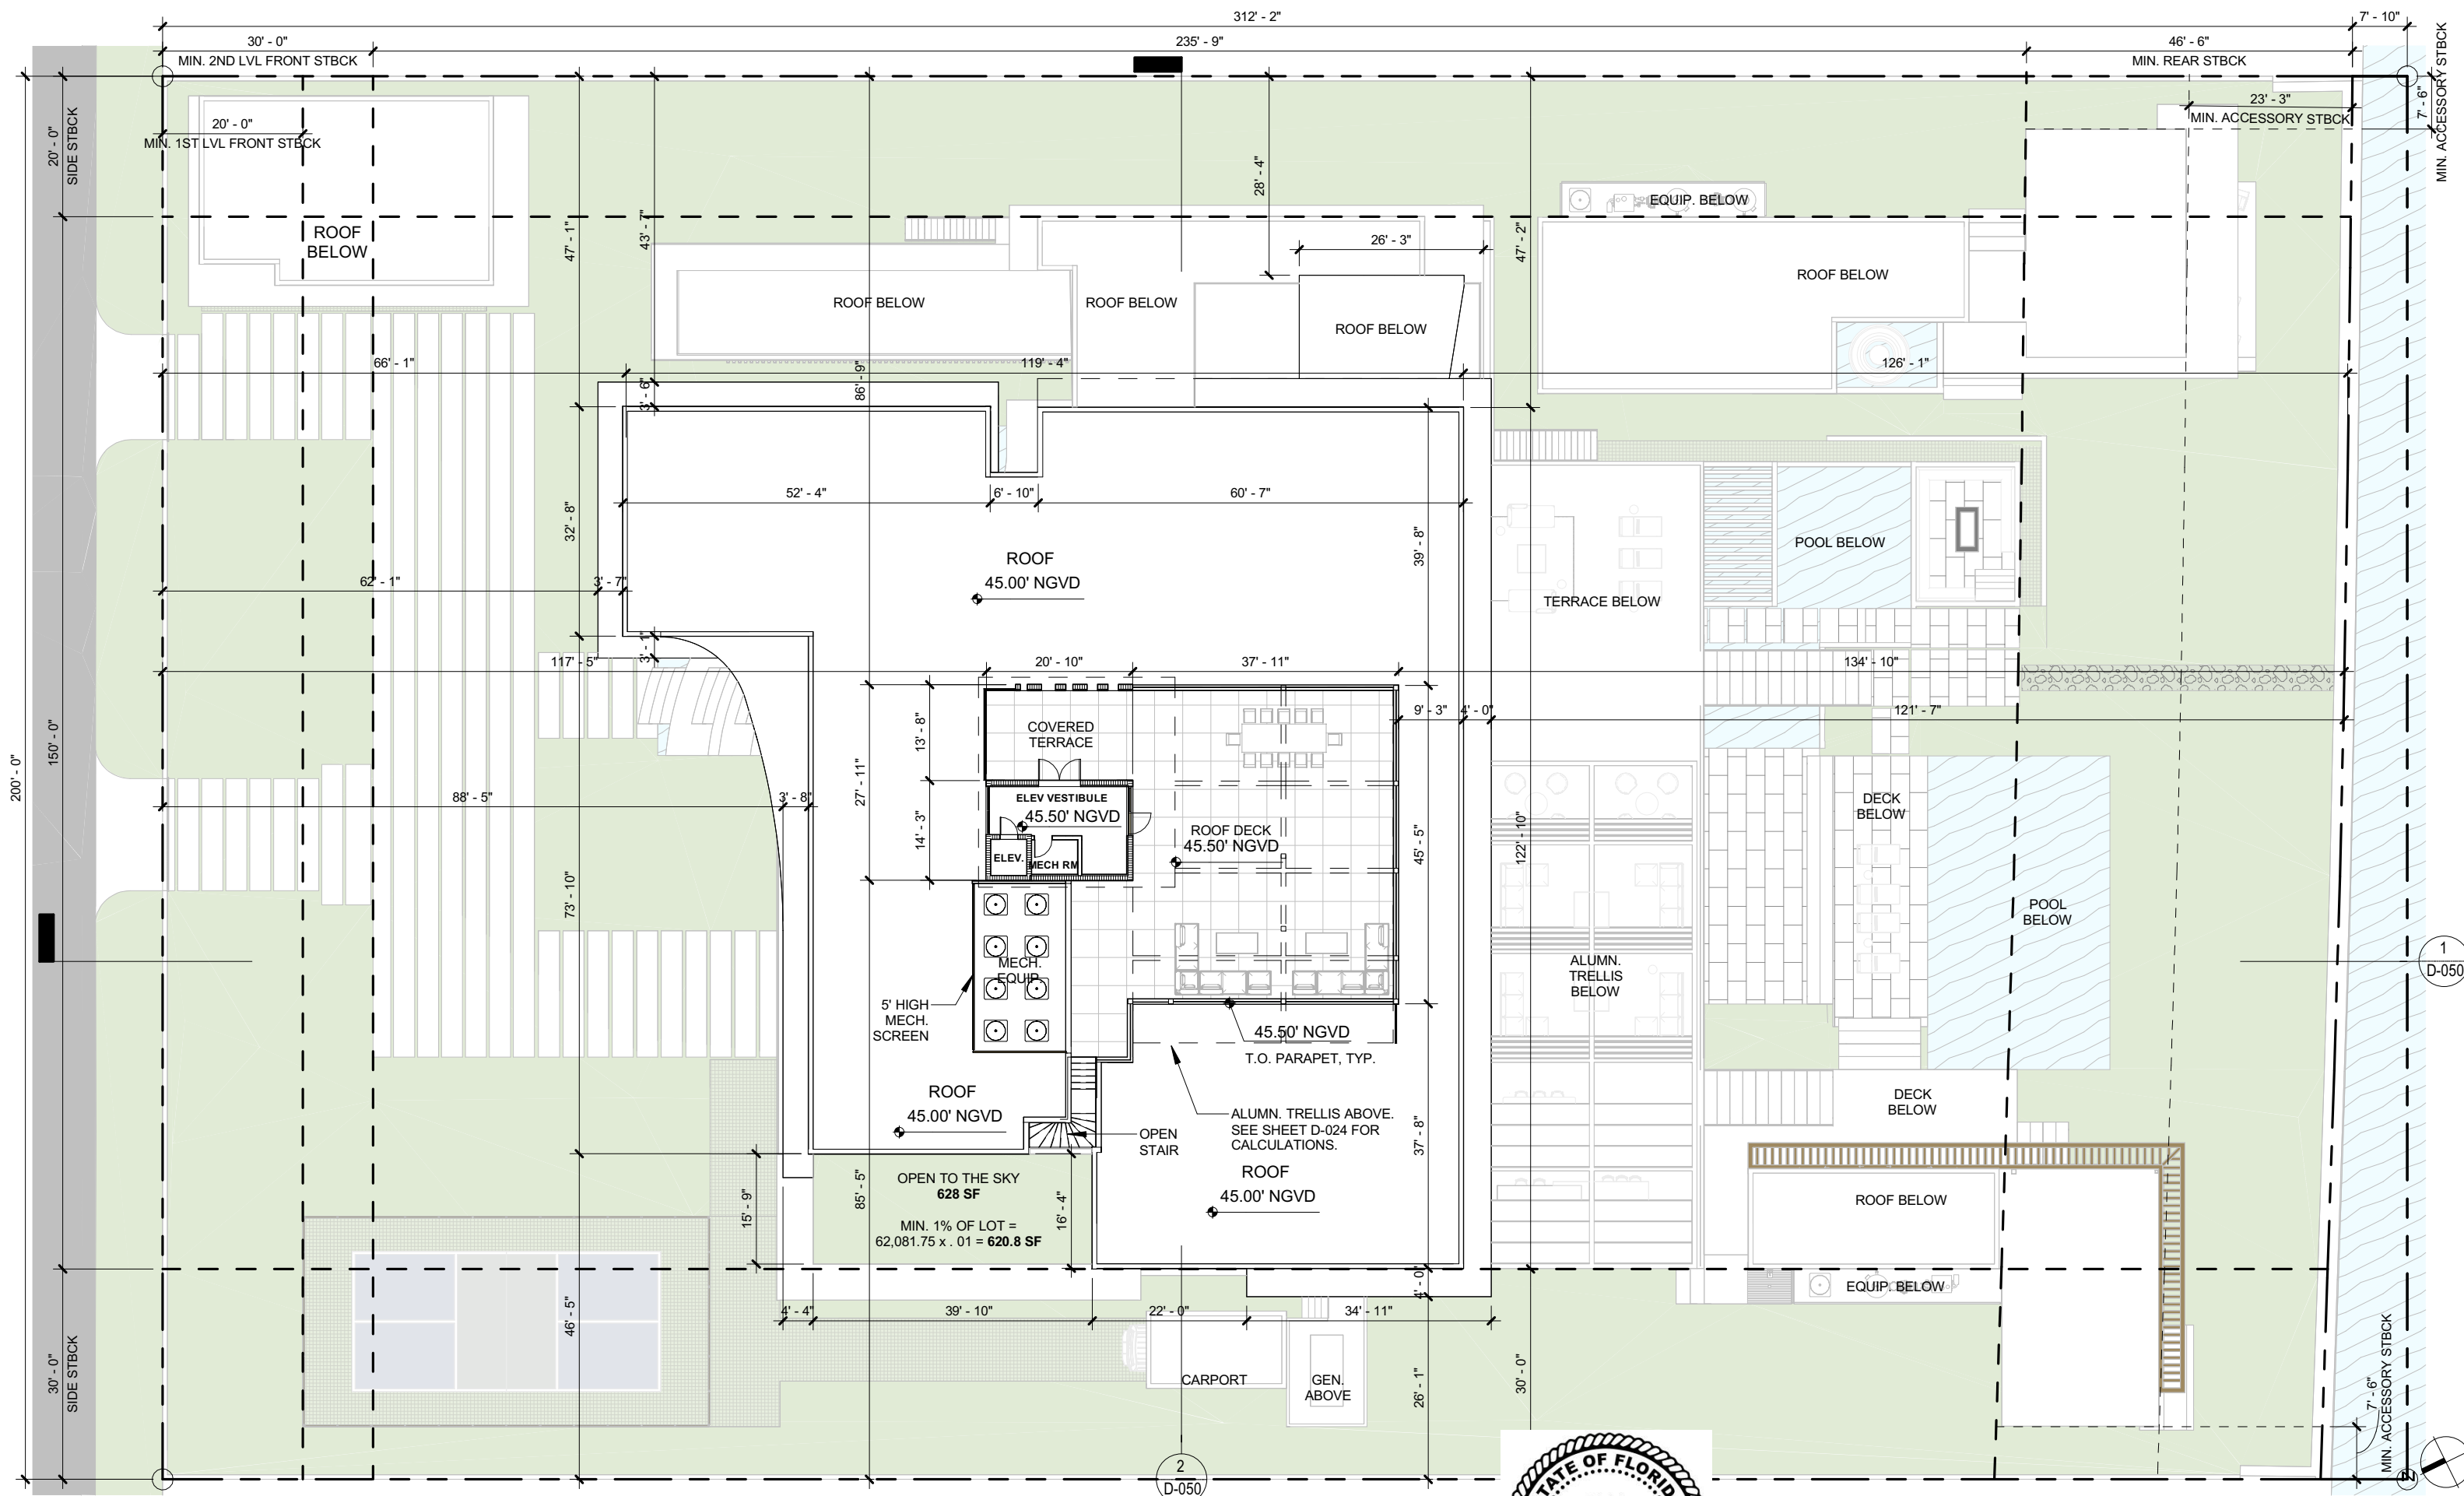 312' - 2"
7' - 10"
30' - 0"
235' - 9"
46' - 6"
MIN. 2ND LVL FRONT STBCK
MIN. REAR STBCK
MIN. ACCESSORY STBCK
7' - 6"
23' - 3"
MIN. ACCESSORY STBCK
20' - 0"
SIDE STBCK
20' - 0"
MIN. 1ST LVL FRONT STBCK
ROOF
BELOW
47' - 1"
43' - 7"
28' - 4"
47' - 2"
EQUIP. BELOW
26' - 3"
ROOF BELOW
ROOF BELOW
ROOF BELOW
ROOF BELOW
66' - 1"
86' - 9"
119' - 4"
126' - 1"
3' - 6"
52' - 4"
6' - 10"
60' - 7"
32' - 8"
39' - 8"
ROOF
45.00' NGVD
POOL BELOW
62' - 1"
3' - 7"
TERRACE BELOW
3' - 1"
117' - 5"
20' - 10"
37' - 11"
134' - 10"
9' - 3"
4' - 0"
121' - 7"
200' - 0"
150' - 0"
13' - 8"
COVERED
TERRACE
27' - 11"
88' - 5"
3' - 8"
14' - 3"
ELEV VESTIBULE
45.50' NGVD
ELEV.
MECH RM
ROOF DECK
45.50' NGVD
45' - 5"
122' - 10"
DECK
BELOW
73' - 10"
POOL
BELOW
MECH.
EQUIP
5' HIGH
MECH.
SCREEN
ALUMN.
TRELLIS
BELOW
1
D-050
45.50' NGVD
T.O. PARAPET, TYP.
ROOF
45.00' NGVD
ALUMN. TRELLIS ABOVE.
SEE SHEET D-024 FOR
CALCULATIONS.
OPEN
STAIR
DECK
BELOW
37' - 8"
ROOF
45.00' NGVD
15' - 9"
85' - 5"
OPEN TO THE SKY
628 SF
MIN. 1% OF LOT =
62,081.75 x . 01 = 620.8 SF
16' - 4"
ROOF BELOW
EQUIP. BELOW
4' - 0"
4' - 4"
39' - 10"
22' - 0"
34' - 11"
46' - 5"
30' - 0"
SIDE STBCK
CARPORT
GEN.
ABOVE
26' - 1"
30' - 0"
7' - 6"
MIN. ACCESSORY STBCK
2
D-050
STATE OF FLORID
Z